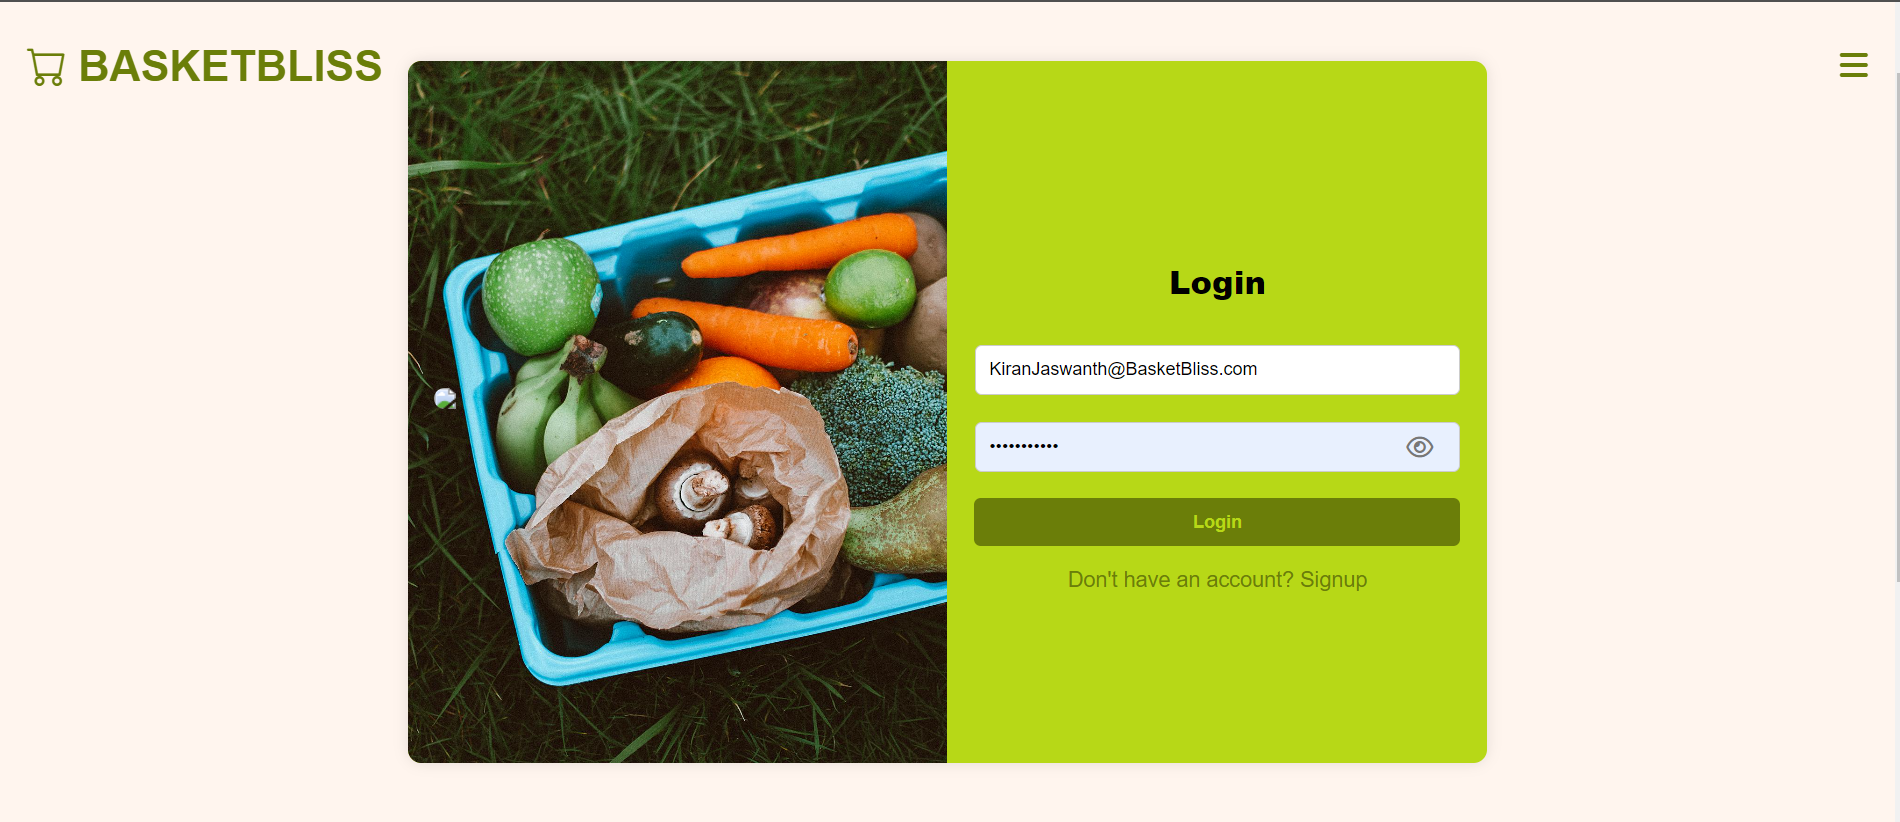 BASKETBLISS
Login
KiranJaswanth@BasketBliss.com
•••••••••••
Login
Don't have an account? Signup